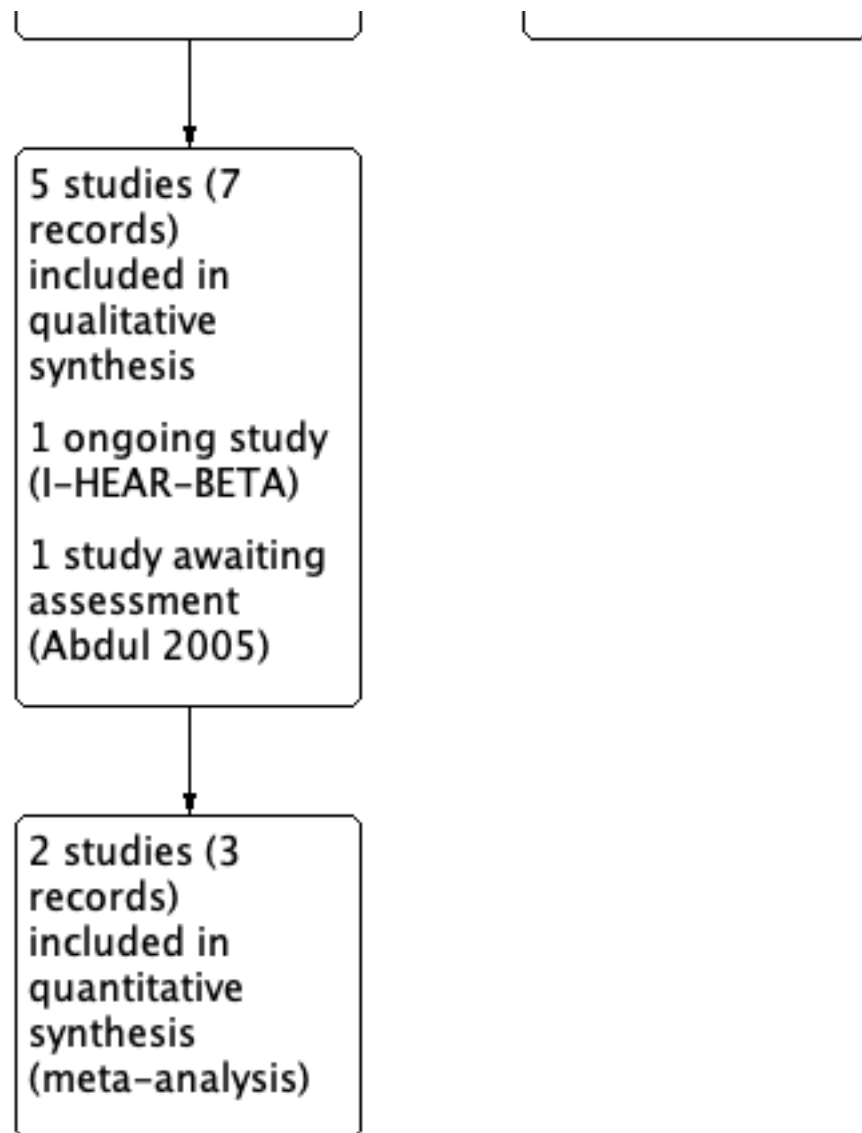 5 studies (7
records)
included in
qualitative
synthesis
1 ongoing study
(I-HEAR-BETA)
1 study awaiting
assessment
(Abdul 2005)
2 studies (3
records)
included in
quantitative
synthesis
(meta-analysis)